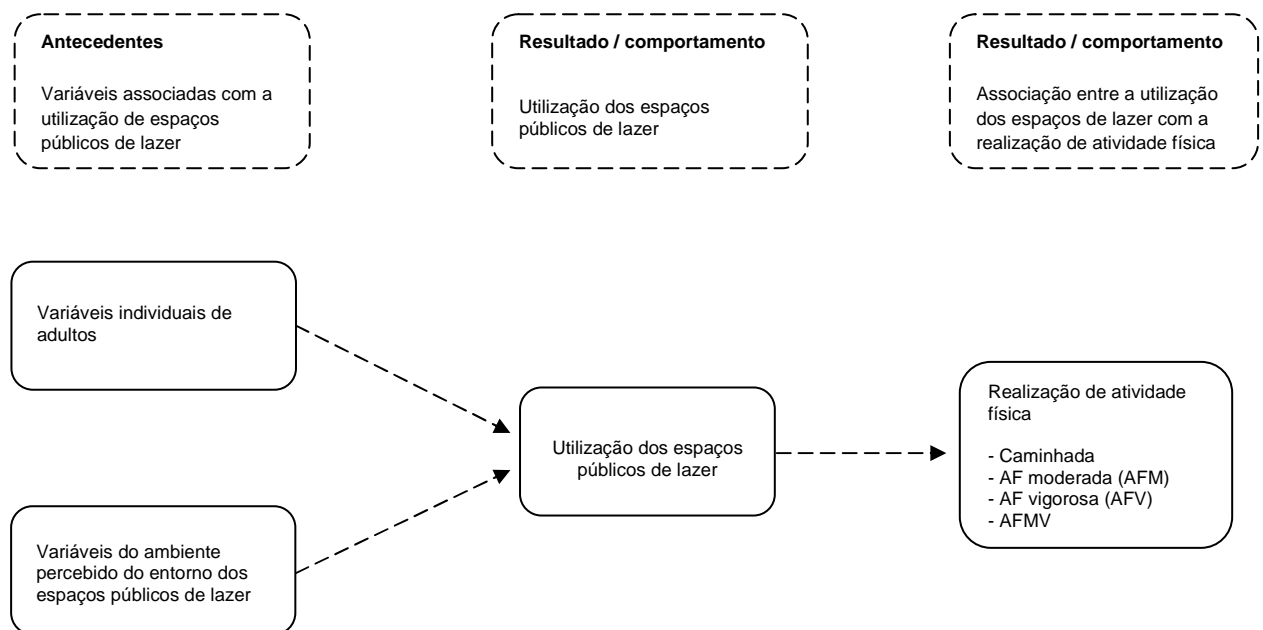 Antecedentes
Variáveis associadas com a
utilização de espaços
públicos de lazer
Resultado / comportamento
Utilização dos espaços
públicos de lazer
Resultado / comportamento
Associação entre a utilização
dos espaços de lazer com a
realização de atividade física
Variáveis individuais de
adultos
Variáveis do ambiente
percebido do entorno dos
espaços públicos de lazer
Utilização dos espaços
públicos de lazer
Realização de atividade
física
- Caminhada
- AF moderada (AFM)
- AF vigorosa (AFV)
- AFMV